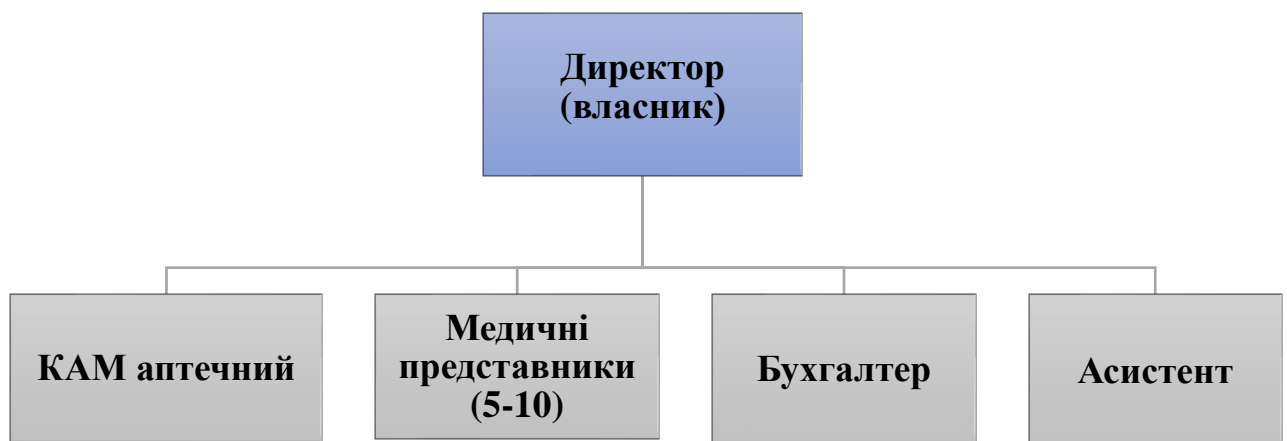 Директор
(власник)
КАМ аптечний
Медичні
представники
(5-10)
Бухгалтер
Асистент